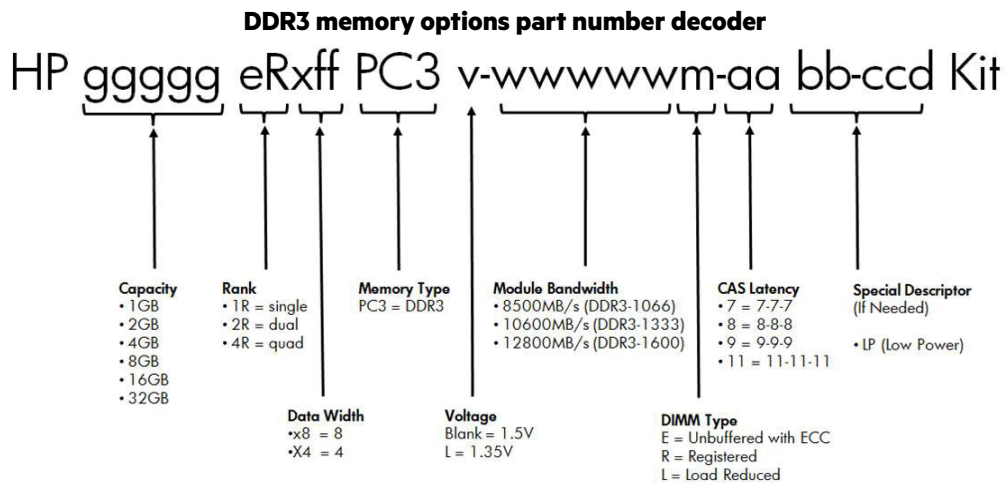 DDR3 memory options part number decoder
HP ggggg eRxff PC3 v-wwwwwm-aa bb-ccd Kit
Capacity
• 1GB
• 2GB
• 4GB
• 8GB
• 16GB
• 32GB
Rank
• 1R = single
• 2R = dual
• 4R = quad
Memory Type
PC3 = DDR3
Module Bandwidth
• 8500MB/s (DDR3-1066)
• 10600MB/s (DDR3-1333)
• 12800MB/s (DDR3-1600)
CAS Latency
• 7 = 7-7-7
• 8 = 8-8-8
• 9 = 9-9-9
• 11 = 11-11-11
Special Descriptor
(If Needed)
• LP (Low Power)
Data Width
•x8 = 8
•X4 = 4
Voltage
Blank = 1.5V
L = 1.35V
DIMM Type
E = Unbuffered with ECC
R = Registered
L = Load Reduced